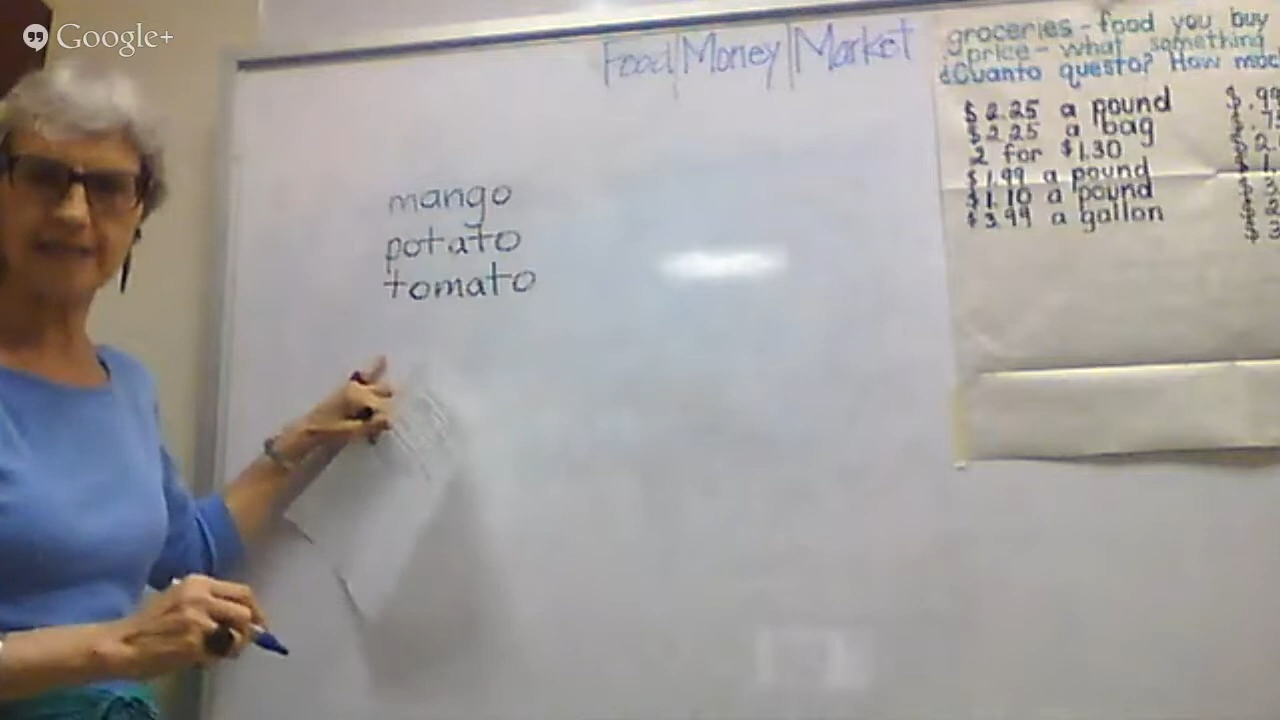 Google+
Food|Money|Market
mango
potato
tomato
groceries - food you buy
price - what something
¿Cuanto questo? How
$2.25 a pound
$2.25 a bag
2 for $1.30
$1.99 a pound
$1.10 a pound
$3.99 a gallon